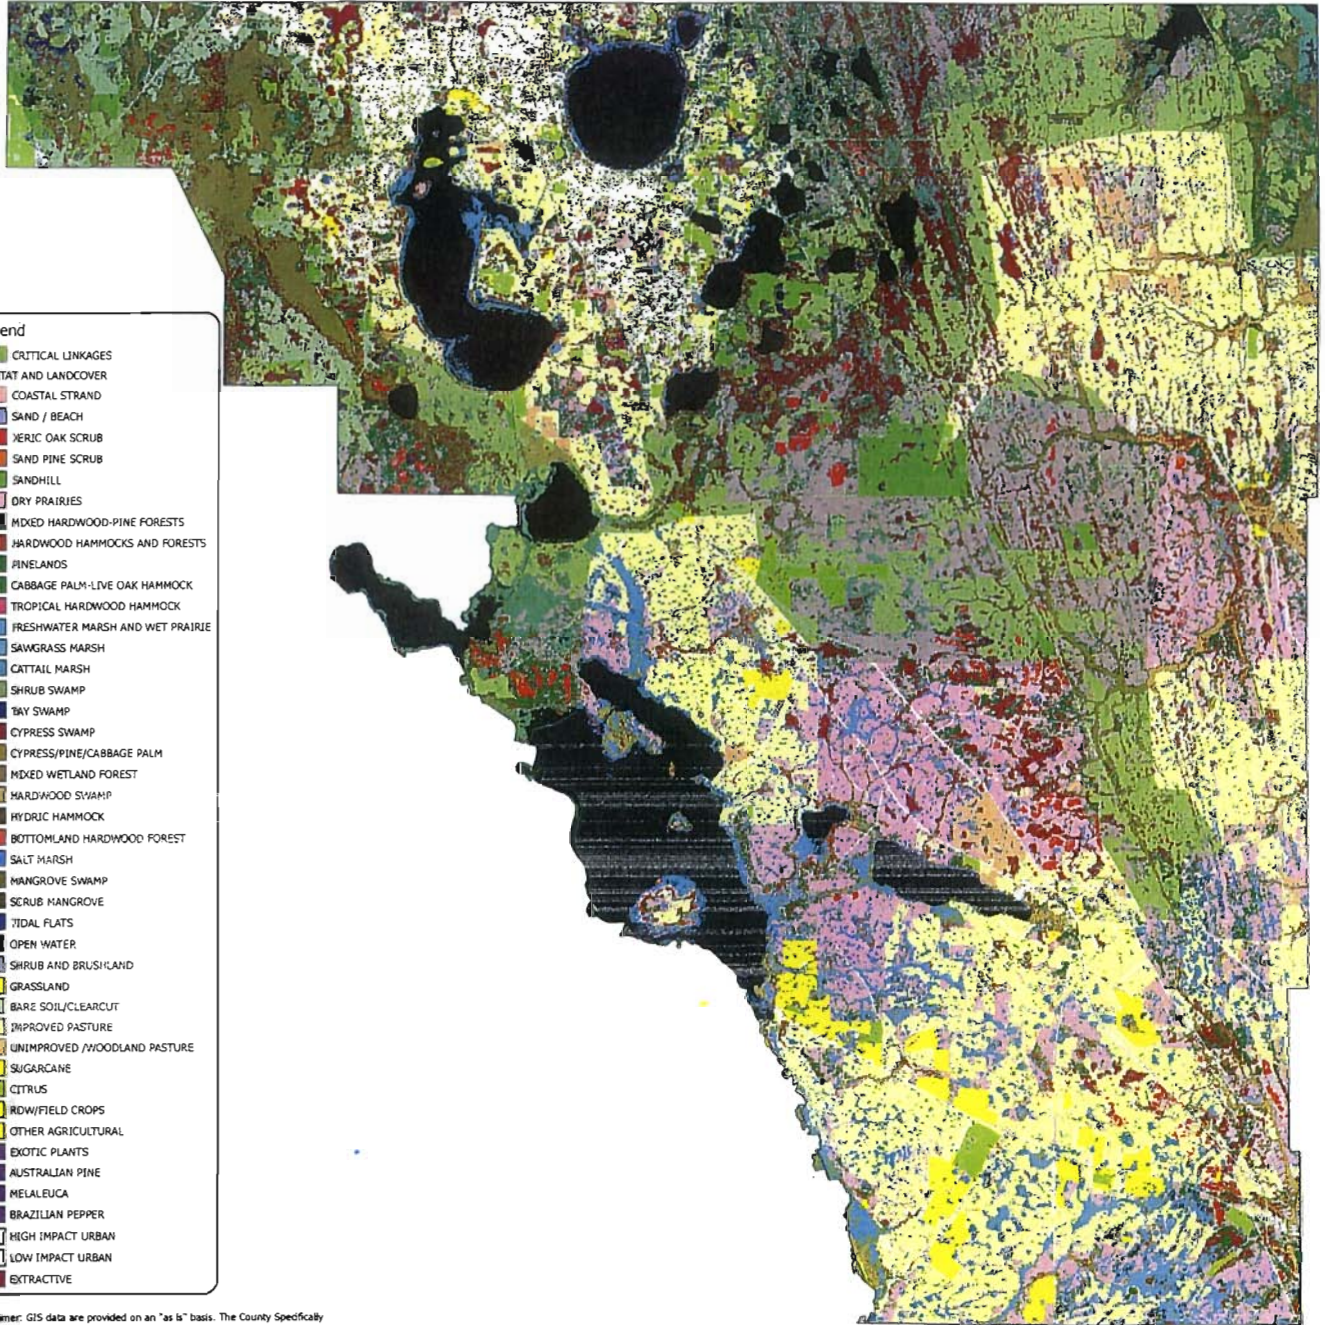 end
CRITICAL LINKAGES
TAT AND LANDCOVER
COASTAL STRAND
SAND / BEACH
XERIC OAK SCRUB
SAND PINE SCRUB
SANDHILL
DRY PRAIRIES
MIXED HARDWOOD-PINE FORESTS
HARDWOOD HAMMOCKS AND FORESTS
PINELANDS
CABBAGE PALM-LIVE OAK HAMMOCK
TROPICAL HARDWOOD HAMMOCK
FRESHWATER MARSH AND WET PRAIRIE
SAWGRASS MARSH
CATTAIL MARSH
SHRUB SWAMP
BAY SWAMP
CYPRESS SWAMP
CYPRESS/PINE/CABBAGE PALM
MIXED WETLAND FOREST
HARDWOOD SWAMP
HYDRIC HAMMOCK
BOTTOMLAND HARDWOOD FOREST
SALT MARSH
MANGROVE SWAMP
SCRUB MANGROVE
TIDAL FLATS
OPEN WATER
SHRUB AND BRUSHLAND
GRASSLAND
BARE SOIL/CLEARCUT
IMPROVED PASTURE
UNIMPROVED /WOODLAND PASTURE
SUGARCANE
CITRUS
ROW/FIELD CROPS
OTHER AGRICULTURAL
EXOTIC PLANTS
AUSTRALIAN PINE
MELALEUCA
BRAZILIAN PEPPER
HIGH IMPACT URBAN
LOW IMPACT URBAN
EXTRACTIVE
imer: GIS data are provided on an "as is" basis. The County Specifically